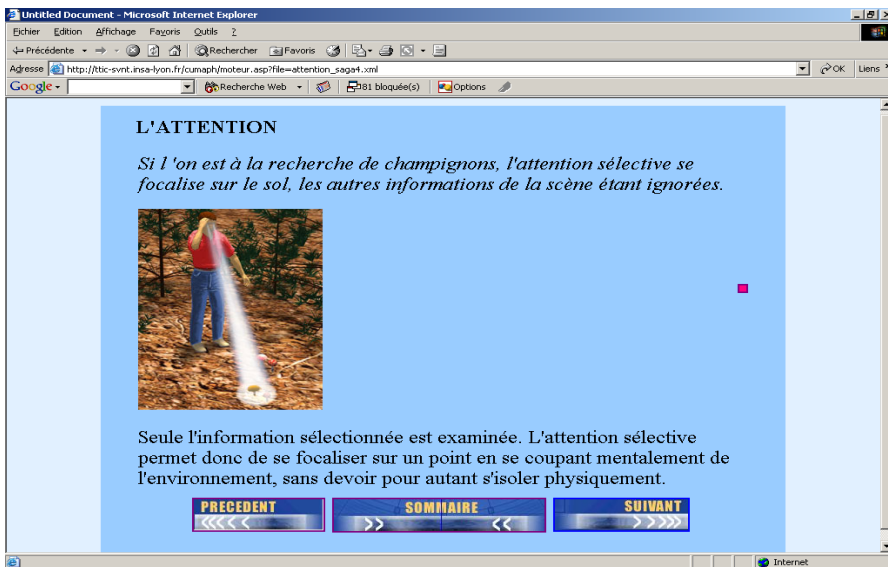 Untitled Document - Microsoft Internet Explorer
Fichier Edition Affichage Favoris Outils ?
Précédente Rechercher Favoris
Adresse http://ttic-svnt.insa-lyon.fr/cumaph/moteur.asp?file=attention_saga4.xml OK Liens
Google Recherche Web 81 bloquée(s) Options
L'ATTENTION
Si l 'on est à la recherche de champignons, l'attention sélective se
focalise sur le sol, les autres informations de la scène étant ignorées.
Seule l'information sélectionnée est examinée. L'attention sélective
permet donc de se focaliser sur un point en se coupant mentalement de
l'environnement, sans devoir pour autant s'isoler physiquement.
PRECEDENT SOMMAIRE SUIVANT
Internet